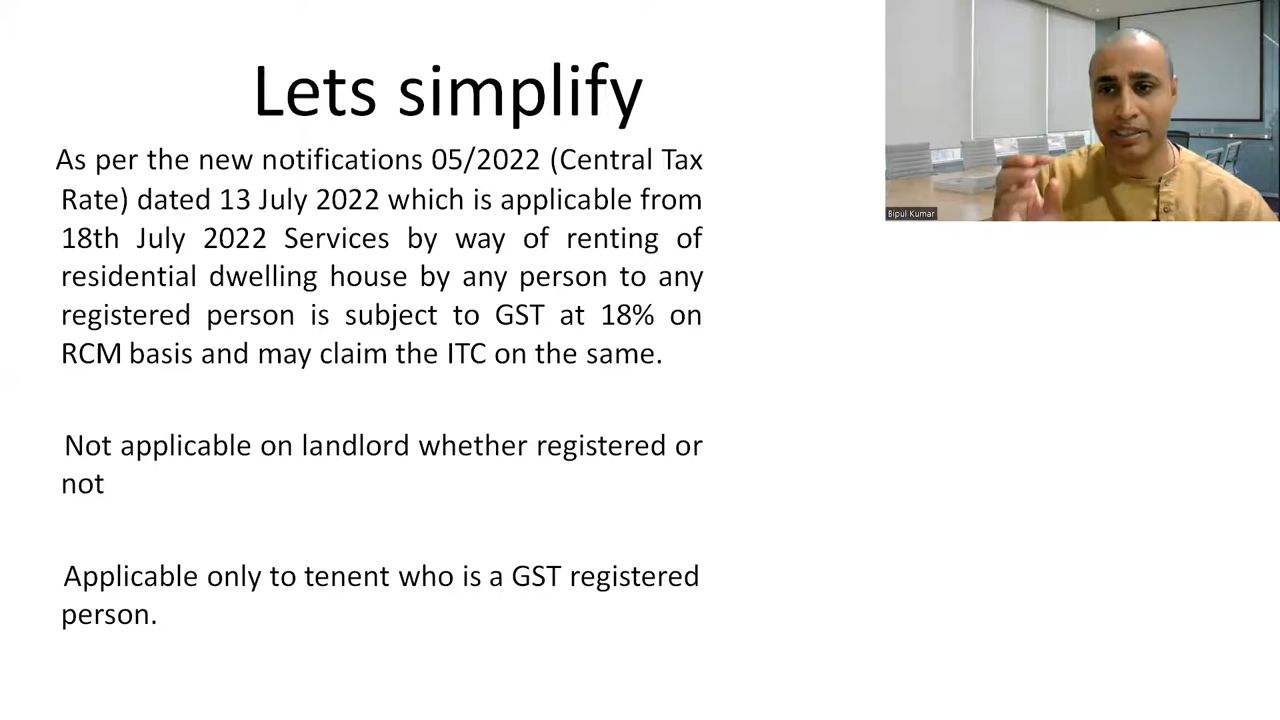 Lets simplify
As per the new notifications 05/2022 (Central Tax
Rate) dated 13 July 2022 which is applicable from
18th July 2022 Services by way of renting of
residential dwelling house by any person to any
registered person is subject to GST at 18% on
RCM basis and may claim the ITC on the same.
Not applicable on landlord whether registered or
not
Applicable only to tenent who is a GST registered
person.
Bipul Kumar